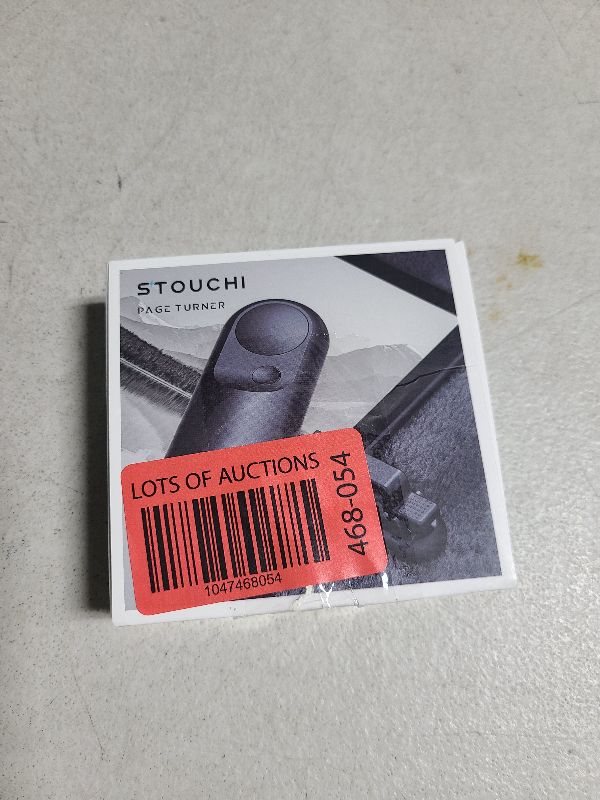 STOUCHI
PAGE TURNER
LOTS OF AUCTIONS
468-054
1047468054